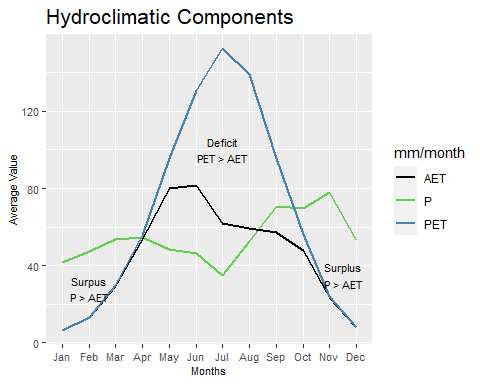 Hydroclimatic Components
Average Value
120
80
40
0
Deficit
PET > AET
Surpus
P > AET
Surplus
P > AET
Jan Feb Mar Apr May Jun Jul Aug Sep Oct Nov Dec
Months
mm/month
AET
P
PET